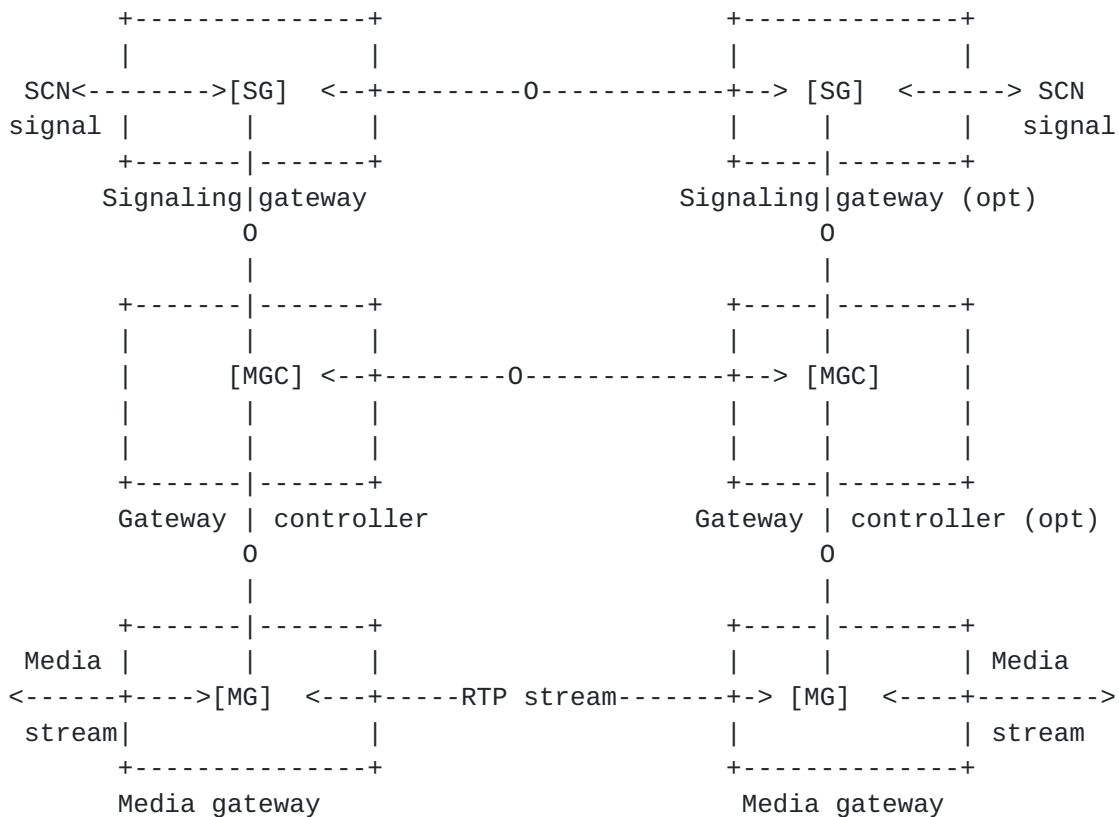 +---------------+                       +--------------+
       |               |                       |              |
 SCN<-------->[SG]  <--+---------O------------+--> [SG]  <------> SCN
signal |       |       |                       |     |        |   signal
       +-------|-------+                       +-----|--------+
      Signaling|gateway                    Signaling|gateway (opt)
               O                                     O
               |                                     |
       +-------|-------+                       +-----|--------+
       |       |       |                       |     |        |
       |      [MGC] <--+--------O-------------+--> [MGC]     |
       |       |       |                       |     |        |
       |       |       |                       |     |        |
       +-------|-------+                       +-----|--------+
       Gateway | controller                 Gateway | controller (opt)
               O                                     O
               |                                     |
       +-------|-------+                       +-----|--------+
 Media |       |       |                       |     |        | Media
<------+---->[MG]  <---+-----RTP stream-------+-> [MG]  <----+-------->
 stream|               |                       |              | stream
       +---------------+                       +--------------+
       Media gateway                           Media gateway